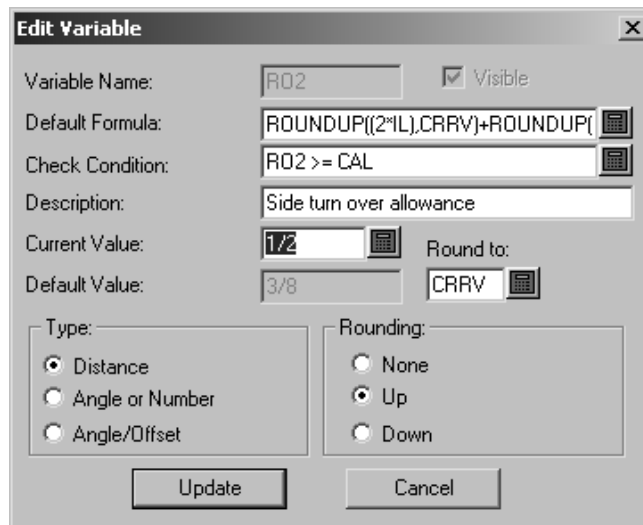 Edit Variable
Variable Name: RO2 Visible
Default Formula: ROUNDUP((2*IL),CRRV)+ROUNDUP(
Check Condition: RO2 >= CAL
Description: Side turn over allowance
Current Value: 1/2 Round to:
Default Value: 3/8 CRRV
Type: Rounding:
Distance None
Angle or Number Up
Angle/Offset Down
Update Cancel